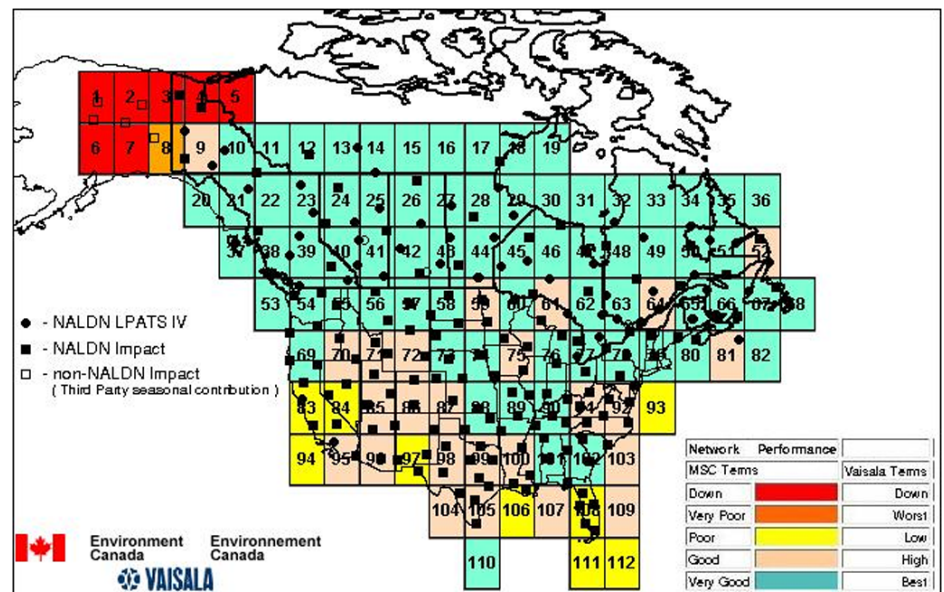 1 2 3 4 5
6 7 8 9 10 11 12 13 14 15 16 17 18 19
20 21 22 23 24 25 26 27 28 29 30 31 32 33 34 35 36
37 38 39 40 41 42 43 44 45 46 47 48 49 50 51 52
53 54 55 56 57 58 59 60 61 62 63 64 65 66 67 68
69 70 71 72 73 75 76 77 78 79 80 81 82
83 84 85 86 87 88 89 90 91 92 93
94 95 96 97 98 99 100 101 102 103
104 105 106 107 108 109
110 111 112
- NALDN LPATS IV
- NALDN Impact
- non-NALDN Impact
( Third Party seasonal contribution )
Network Performance
MSC Terms Vaisala Terms
Down Down
Very Poor Worst
Poor Low
Good High
Very Good Best
Environment Environnement
Canada Canada
VAISALA